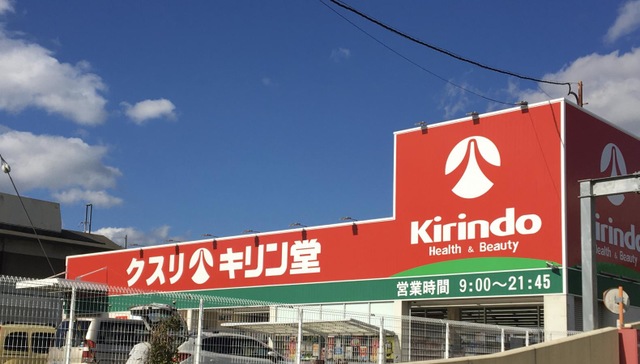 クスリ キリン堂
Kirindo
Health & Beauty
営業時間 9:00〜21:45
Kirindo
Health & Beauty